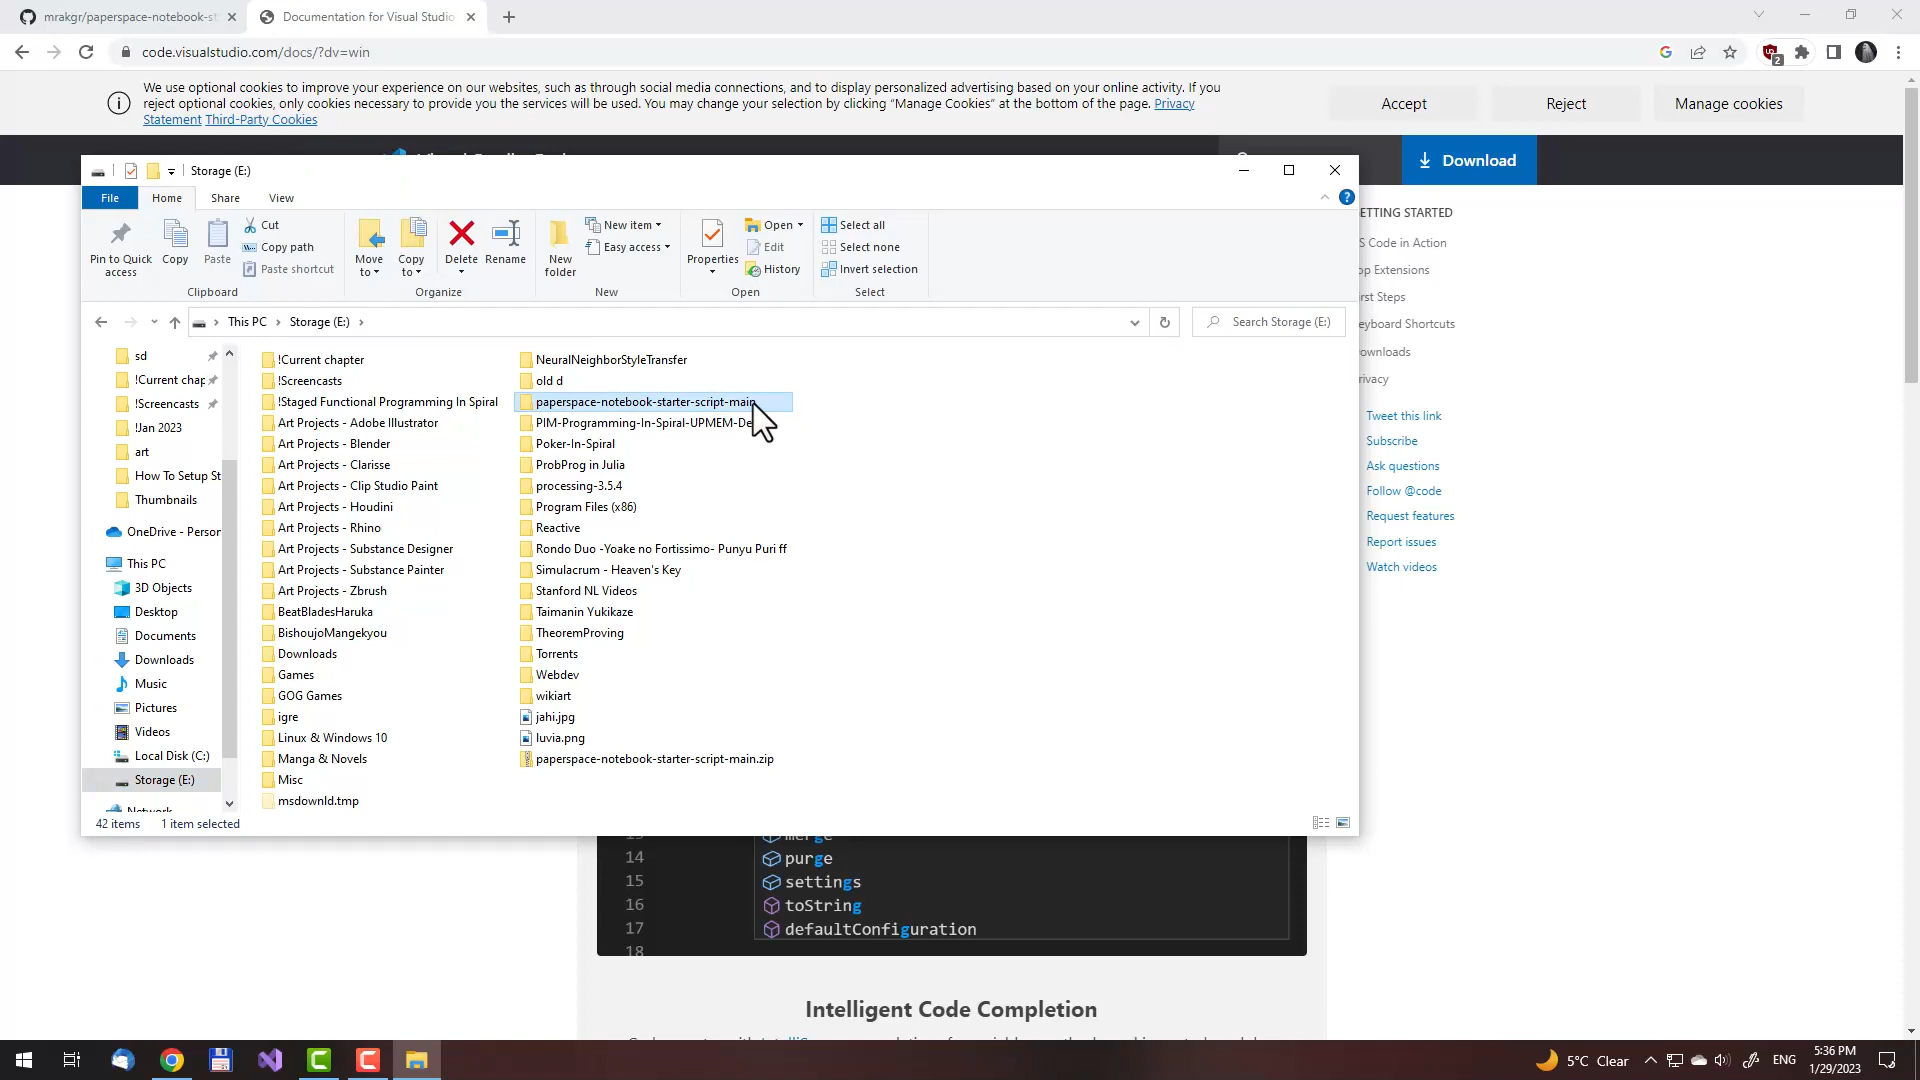 mrakgr/paperspace-notebook-st
Documentation for Visual Studio
code.visualstudio.com/docs/?dv=win
2
We use optional cookies to improve your experience on our websites, such as through social media connections, and to display personalized advertising based on your online activity. If you
reject optional cookies, only cookies necessary to provide you the services will be used. You may change your selection by clicking “Manage Cookies” at the bottom of the page. Privacy
Statement Third-Party Cookies
Accept
Reject
Manage cookies
Download
Storage (E:)
File
Home
Share
View
Pin to Quick
access
Copy
Paste
Cut
Copy path
Paste shortcut
Clipboard
Move
to
Copy
to
Delete
Rename
Organize
New
folder
New item
Easy access
New
Properties
Open
Edit
History
Open
Select all
Select none
Invert selection
Select
This PC
Storage (E:)
Search Storage (E:)
sd
!Current chap
!Screencasts
!Jan 2023
art
How To Setup St
Thumbnails
OneDrive - Person
This PC
3D Objects
Desktop
Documents
Downloads
Music
Pictures
Videos
Local Disk (C:)
Storage (E:)
Network
!Current chapter
!Screencasts
!Staged Functional Programming In Spiral
Art Projects - Adobe Illustrator
Art Projects - Blender
Art Projects - Clarisse
Art Projects - Clip Studio Paint
Art Projects - Houdini
Art Projects - Rhino
Art Projects - Substance Designer
Art Projects - Substance Painter
Art Projects - Zbrush
BeatBladesHaruka
BishoujoMangekyou
Downloads
Games
GOG Games
igre
Linux & Windows 10
Manga & Novels
Misc
msdownld.tmp
NeuralNeighborStyleTransfer
old d
paperspace-notebook-starter-script-main
PIM-Programming-In-Spiral-UPMEM-De
Poker-In-Spiral
ProbProg in Julia
processing-3.5.4
Program Files (x86)
Reactive
Rondo Duo -Yoake no Fortissimo- Punyu Puri ff
Simulacrum - Heaven's Key
Stanford NL Videos
Taimanin Yukikaze
TheoremProving
Torrents
Webdev
wikiart
jahi.jpg
luvia.png
paperspace-notebook-starter-script-main.zip
42 items
1 item selected
ETTING STARTED
S Code in Action
op Extensions
irst Steps
eyboard Shortcuts
ownloads
rivacy
Tweet this link
Subscribe
Ask questions
Follow @code
Request features
Report issues
Watch videos
merge
14
purge
15
settings
16
toString
17
defaultConfiguration
18
Intelligent Code Completion
5°C Clear
ENG
5:36 PM
1/29/2023